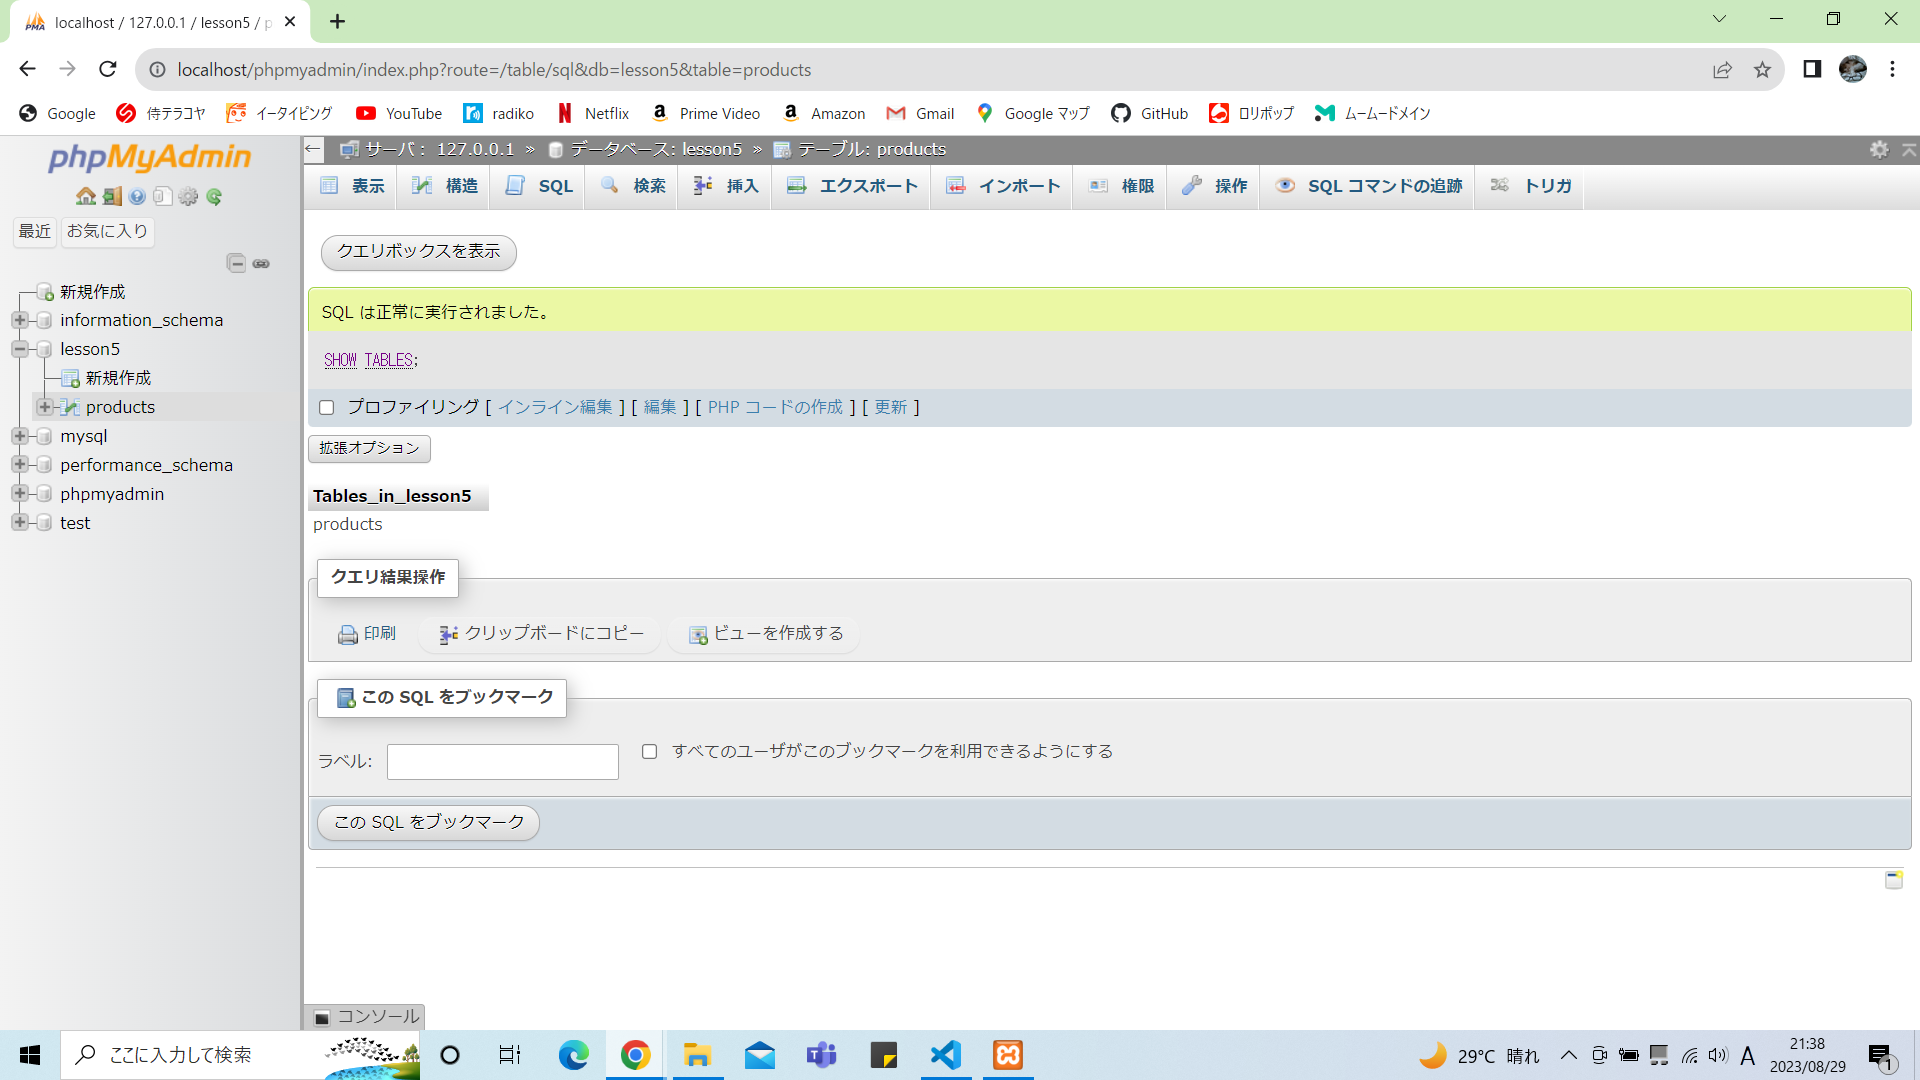 localhost / 127.0.0.1 / lesson5 / p
localhost/phpmyadmin/index.php?route=/table/sql&db=lesson5&table=products
Google 侍テラコヤ イータイピング YouTube radiko Netflix Prime Video Amazon Gmail Google マップ GitHub ロリポップ ムームードメイン
phpMyAdmin
最近 お気に入り
新規作成
information_schema
lesson5
新規作成
products
mysql
performance_schema
phpmyadmin
test
サーバ: 127.0.0.1 » データベース: lesson5 » テーブル: products
表示 構造 SQL 検索 挿入 エクスポート インポート 権限 操作 SQL コマンドの追跡 トリガ
クエリボックスを表示
SQL は正常に実行されました。
SHOW TABLES;
プロファイリング [ インライン編集 ] [ 編集 ] [ PHP コードの作成 ] [ 更新 ]
拡張オプション
Tables_in_lesson5
products
クエリ結果操作
印刷 クリップボードにコピー ビューを作成する
この SQL をブックマーク
ラベル: すべてのユーザがこのブックマークを利用できるようにする
この SQL をブックマーク
コンソール
ここに入力して検索
29°C 晴れ
A
21:38
2023/08/29
1